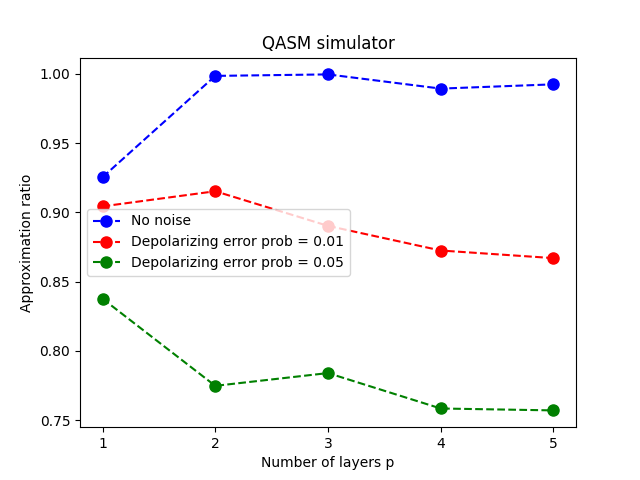 QASM simulator
Approximation ratio
1.00
0.95
0.90
0.85
0.80
0.75
No noise
Depolarizing error prob = 0.01
Depolarizing error prob = 0.05
1 2 3 4 5
Number of layers p